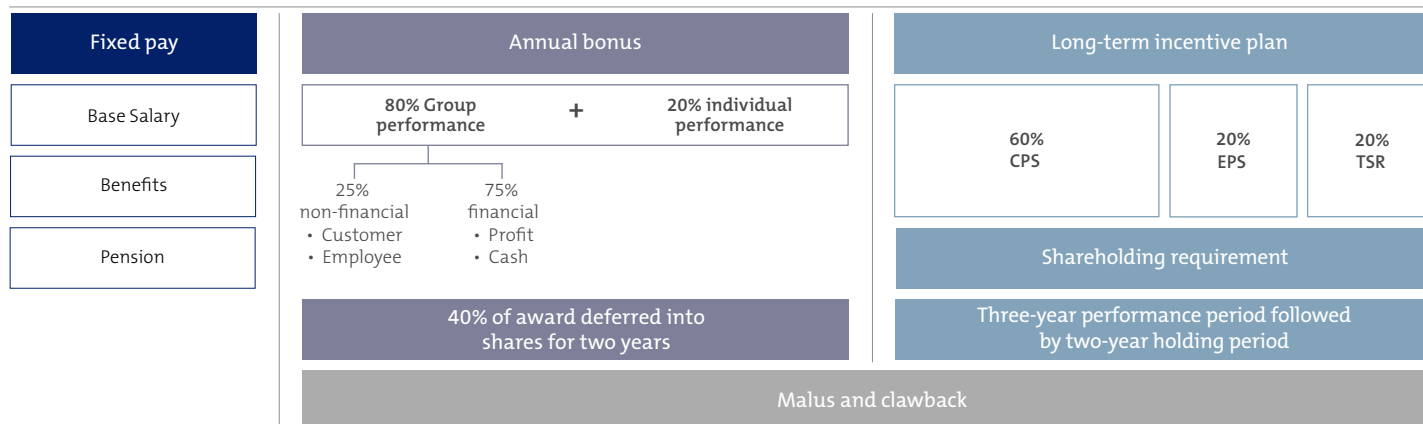 Fixed pay
Base Salary
Benefits
Pension
Annual bonus
80% Group
performance
+
20% individual
performance
25%
non-financial
• Customer
• Employee
75%
financial
• Profit
• Cash
40% of award deferred into
shares for two years
Long-term incentive plan
60%
CPS
20%
EPS
20%
TSR
Shareholding requirement
Three-year performance period followed
by two-year holding period
Malus and clawback